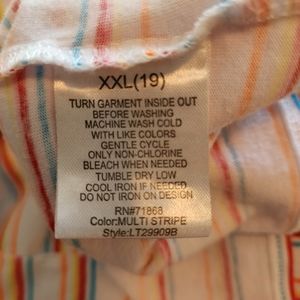 XXL(19)
TURN GARMENT INSIDE OUT
BEFORE WASHING
MACHINE WASH COLD
WITH LIKE COLORS
GENTLE CYCLE
ONLY NON-CHLORINE
BLEACH WHEN NEEDED
TUMBLE DRY LOW
COOL IRON IF NEEDED
DO NOT IRON ON DESIGN
RN#71868
Color:MULTI STRIPE
Style:LT29909B